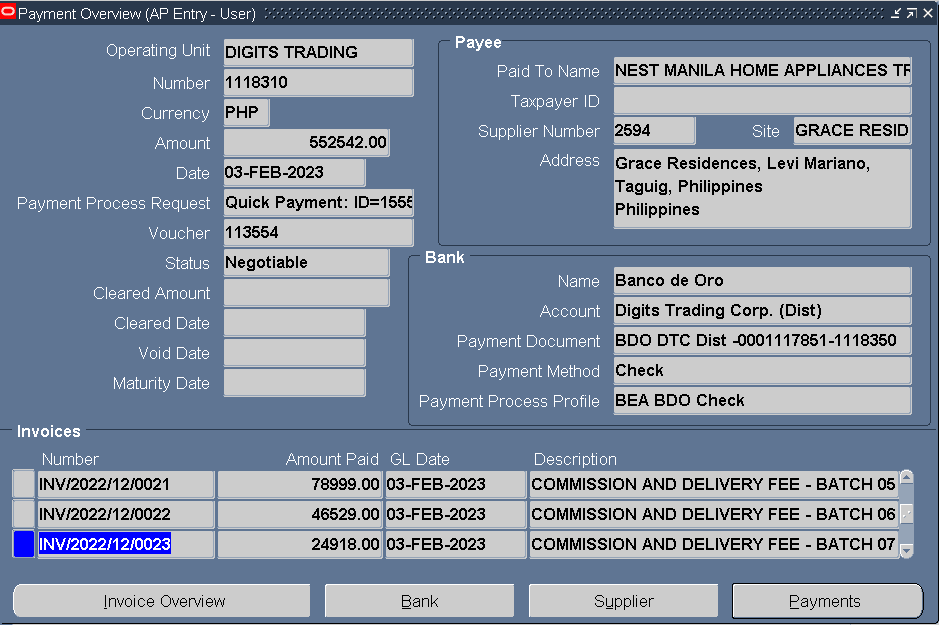 Payment Overview (AP Entry - User)
Operating Unit DIGITS TRADING
Number 1118310
Currency PHP
Amount 552542.00
Date 03-FEB-2023
Payment Process Request Quick Payment: ID=1555
Voucher 113554
Status Negotiable
Cleared Amount
Cleared Date
Void Date
Maturity Date
Payee
Paid To Name NEST MANILA HOME APPLIANCES TR
Taxpayer ID
Supplier Number 2594 Site GRACE RESID
Address Grace Residences, Levi Mariano,
Taguig, Philippines
Philippines
Bank
Name Banco de Oro
Account Digits Trading Corp. (Dist)
Payment Document BDO DTC Dist -0001117851-1118350
Payment Method Check
Payment Process Profile BEA BDO Check
Invoices
Number Amount Paid GL Date Description
INV/2022/12/0021 78999.00 03-FEB-2023 COMMISSION AND DELIVERY FEE - BATCH 05
INV/2022/12/0022 46529.00 03-FEB-2023 COMMISSION AND DELIVERY FEE - BATCH 06
INV/2022/12/0023 24918.00 03-FEB-2023 COMMISSION AND DELIVERY FEE - BATCH 07
Invoice Overview Bank Supplier Payments